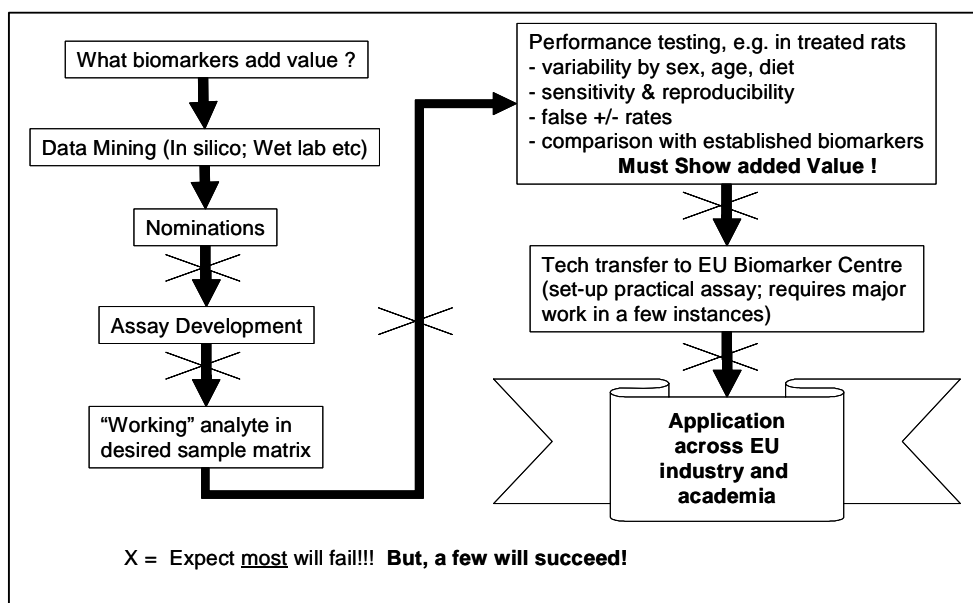 What biomarkers add value ?
Data Mining (In silico; Wet lab etc)
Nominations
Assay Development
“Working” analyte in
desired sample matrix
Performance testing, e.g. in treated rats
- variability by sex, age, diet
- sensitivity & reproducibility
- false +/- rates
- comparison with established biomarkers
Must Show added Value !
Tech transfer to EU Biomarker Centre
(set-up practical assay; requires major
work in a few instances)
Application
across EU
industry and
academia
X = Expect most will fail!!! But, a few will succeed!